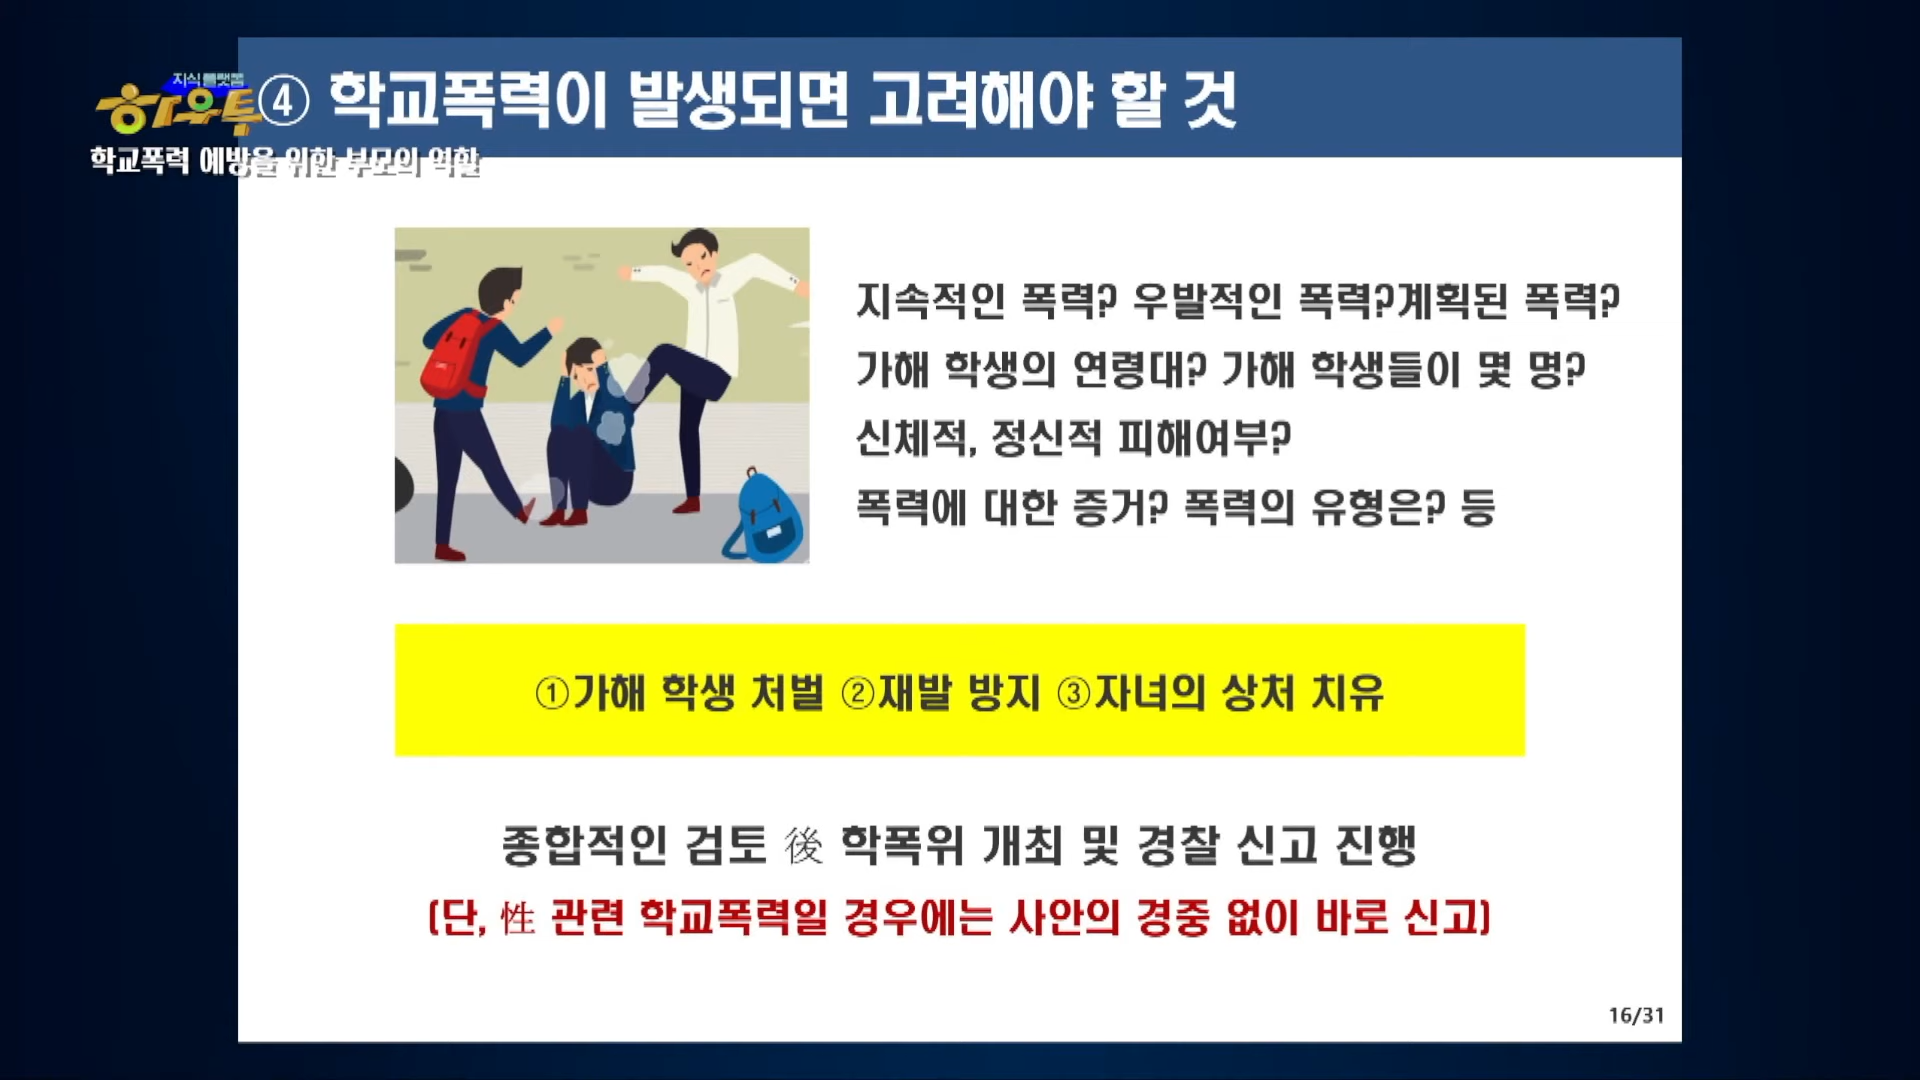 지식플랫폼
하우투
④ 학교폭력이 발생되면 고려해야 할 것
학교폭력 예방을 위한 부모의 역할
지속적인 폭력? 우발적인 폭력?계획된 폭력?
가해 학생의 연령대? 가해 학생들이 몇 명?
신체적, 정신적 피해여부?
폭력에 대한 증거? 폭력의 유형은? 등
①가해 학생 처벌 ②재발 방지 ③자녀의 상처 치유
종합적인 검토 後 학폭위 개최 및 경찰 신고 진행
(단, 性 관련 학교폭력일 경우에는 사안의 경중 없이 바로 신고)
16/31